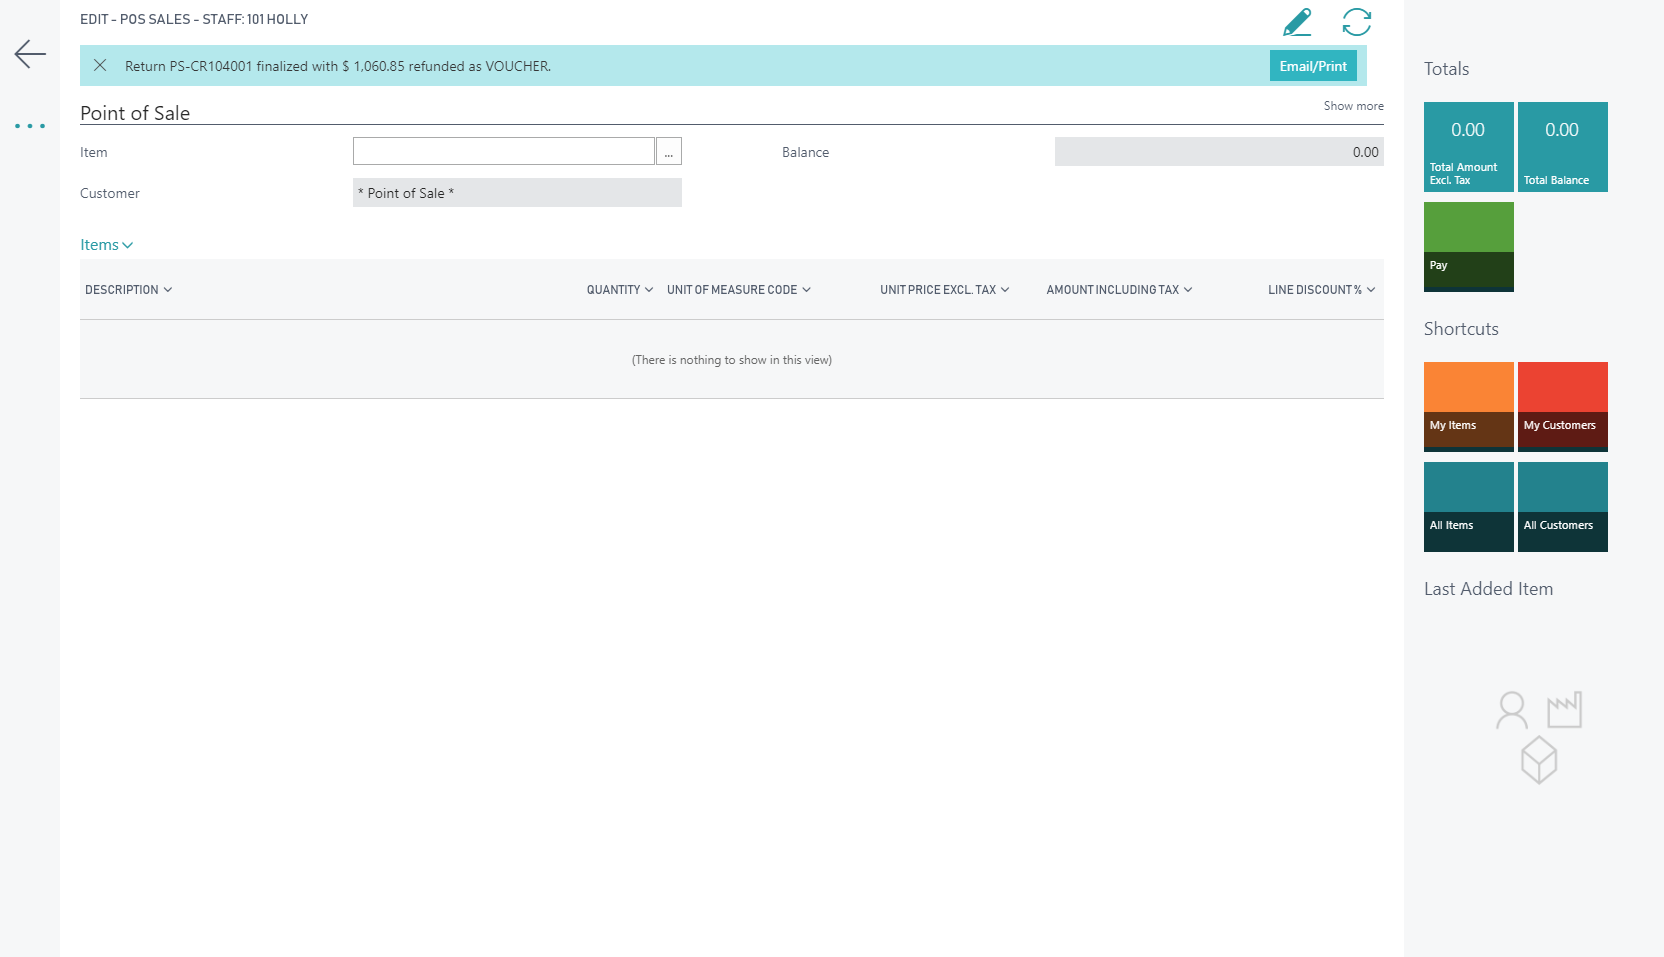 EDIT - POS SALES - STAFF: 101 HOLLY
Return PS-CR104001 finalized with $ 1,060.85 refunded as VOUCHER.
Email/Print
Point of Sale
Show more
Item
...
Balance
0.00
Customer
* Point of Sale *
Items
DESCRIPTION QUANTITY UNIT OF MEASURE CODE UNIT PRICE EXCL. TAX AMOUNT INCLUDING TAX LINE DISCOUNT %
(There is nothing to show in this view)
Totals
0.00
Total Amount
Excl. Tax
0.00
Total Balance
Pay
Shortcuts
My Items
My Customers
All Items
All Customers
Last Added Item